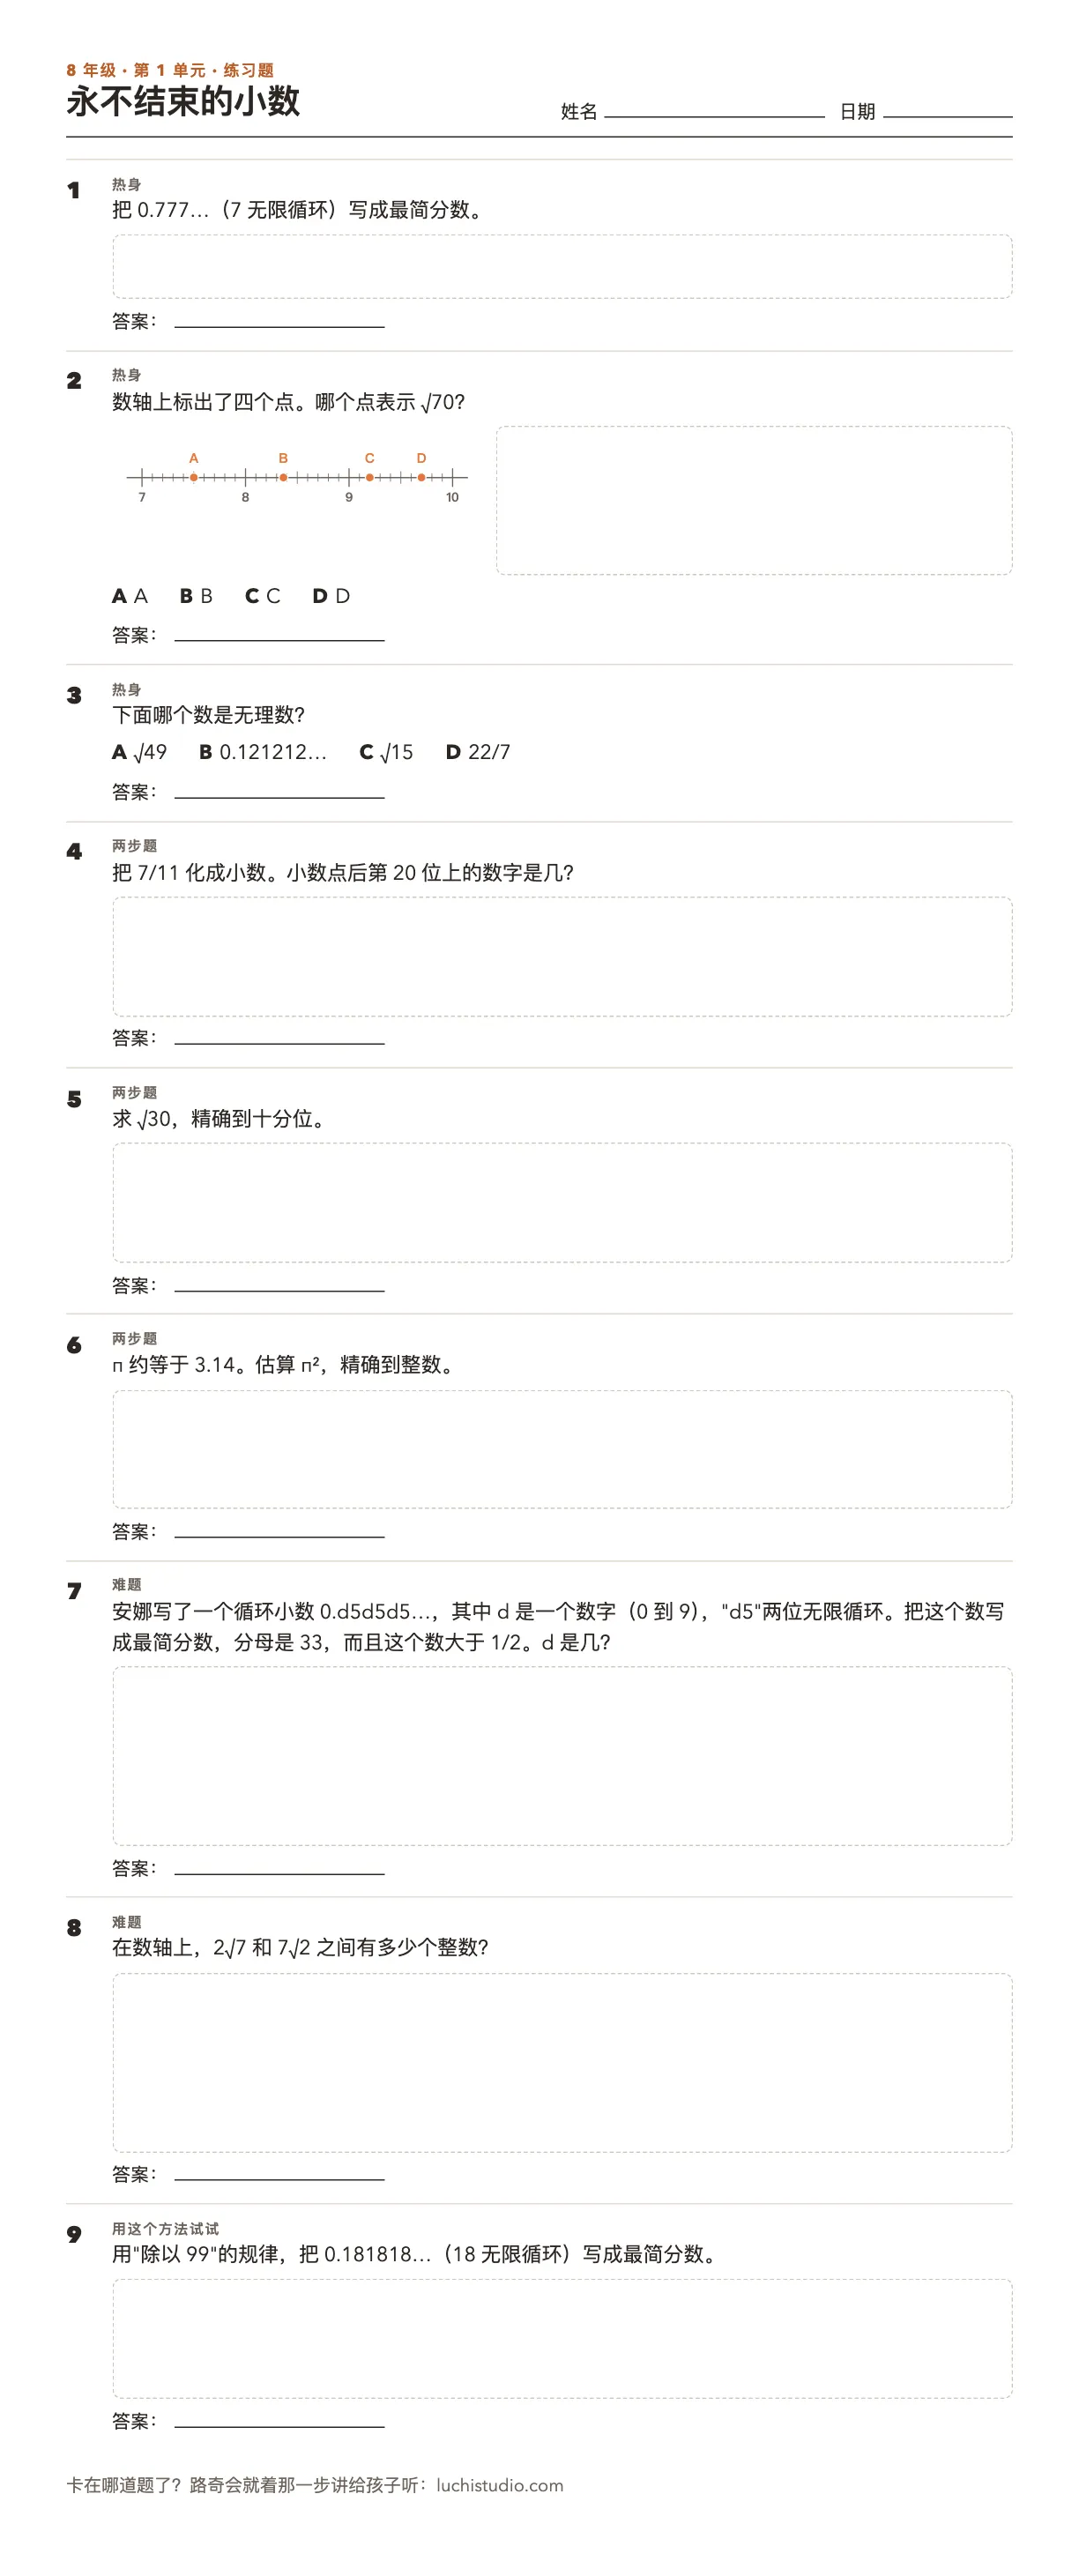 8 年级 · 第 1 单元 · 练习题
永不结束的小数
姓名
日期
1
热身
把 0.777…（7 无限循环）写成最简分数。
答案：
2
热身
数轴上标出了四个点。哪个点表示 √70？
A B C D
7 8 9 10
A A B B C C D D
答案：
3
热身
下面哪个数是无理数？
A √49 B 0.121212… C √15 D 22/7
答案：
4
两步题
把 7/11 化成小数。小数点后第 20 位上的数字是几？
答案：
5
两步题
求 √30，精确到十分位。
答案：
6
两步题
π 约等于 3.14。估算 π²，精确到整数。
答案：
7
难题
安娜写了一个循环小数 0.d5d5d5…，其中 d 是一个数字（0 到 9），"d5"两位无限循环。把这个数写
成最简分数，分母是 33，而且这个数大于 1/2。d 是几？
答案：
8
难题
在数轴上，2√7 和 7√2 之间有多少个整数？
答案：
9
用这个方法试试
用"除以 99"的规律，把 0.181818…（18 无限循环）写成最简分数。
答案：
卡在哪道题了？路奇会就着那一步讲给孩子听：luchistudio.com